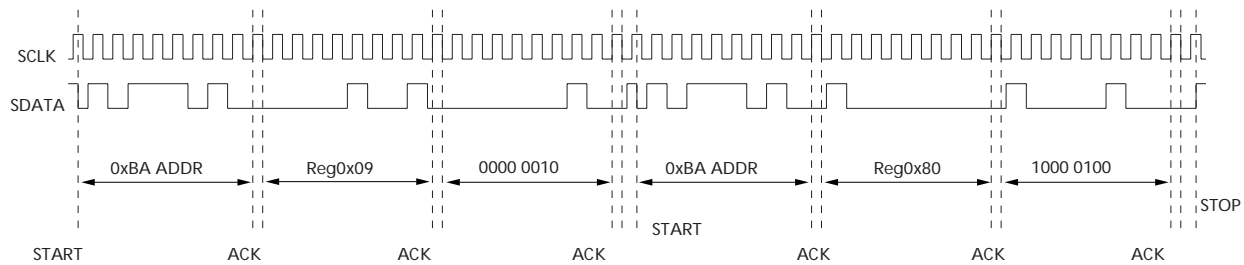 SCLK
SDATA
0xBA ADDR Reg0x09 0000 0010 0xBA ADDR Reg0x80 1000 0100
STOP
START
START ACK ACK ACK ACK ACK ACK